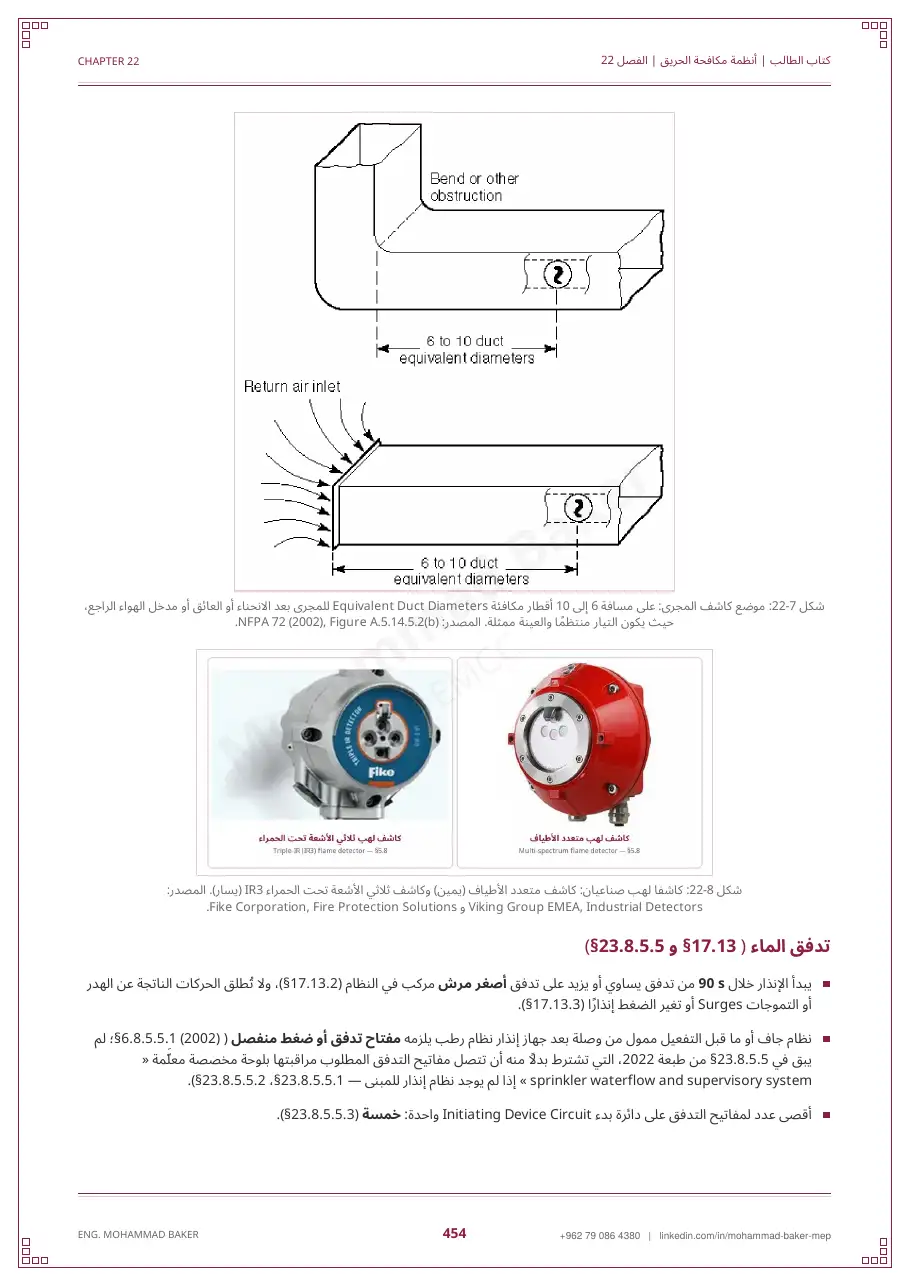 CHAPTER 22
كتاب الطالب | أنظمة مكافحة الحريق | الفصل 22
Bend or other
obstruction
6 to 10 duct
equivalent diameters
Return air inlet
6 to 10 duct
equivalent diameters
شكل 7-22: موضع كاشف المجرى: على مسافة 6 إلى 10 أقطار مكافئة Equivalent Duct Diameters للمجرى بعد الانحناء أو العائق أو مدخل الهواء الراجع،
حيث يكون التيار منتظمًا والعينة ممثلة. المصدر: NFPA 72 (2002), Figure A.5.14.5.2(b).
TRIPLE IR DETECTOR
Fike
كاشف لهب ثلاثي الأشعة تحت الحمراء
Triple-IR (IR3) flame detector — §5.8
كاشف لهب متعدد الأطياف
Multi-spectrum flame detector — §5.8
شكل 8-22: كاشفا لهب صناعيان: كاشف متعدد الأطياف (يمين) وكاشف ثلاثي الأشعة تحت الحمراء IR3 (يسار). المصدر:
Viking Group EMEA, Industrial Detectors و Fike Corporation, Fire Protection Solutions.
تدفق الماء ( §17.13 و §23.8.5.5)
يبدأ الإنذار خلال 90 s من تدفق يساوي أو يزيد على تدفق أصغر مرش مركب في النظام (§17.13.2)، ولا تُطلق الحركات الناتجة عن الهدر
أو التموجات Surges أو تغير الضغط إنذارًا (§17.13.3).
نظام جاف أو ما قبل التفعيل ممول من وصلة بعد جهاز إنذار نظام رطب يلزمه مفتاح تدفق أو ضغط منفصل ( §6.8.5.5.1 (2002)؛ لم
يبق في §23.8.5.5 من طبعة 2022، التي تشترط بدلًا منه أن تتصل مفاتيح التدفق المطلوب مراقبتها بلوحة مخصصة معلَّمة «
sprinkler waterflow and supervisory system » إذا لم يوجد نظام إنذار للمبنى — §23.8.5.5.1، §23.8.5.5.2).
أقصى عدد لمفاتيح التدفق على دائرة بدء Initiating Device Circuit واحدة: خمسة (§23.8.5.5.3).
ENG. MOHAMMAD BAKER
454
+962 79 086 4380 | linkedin.com/in/mohammad-baker-mep